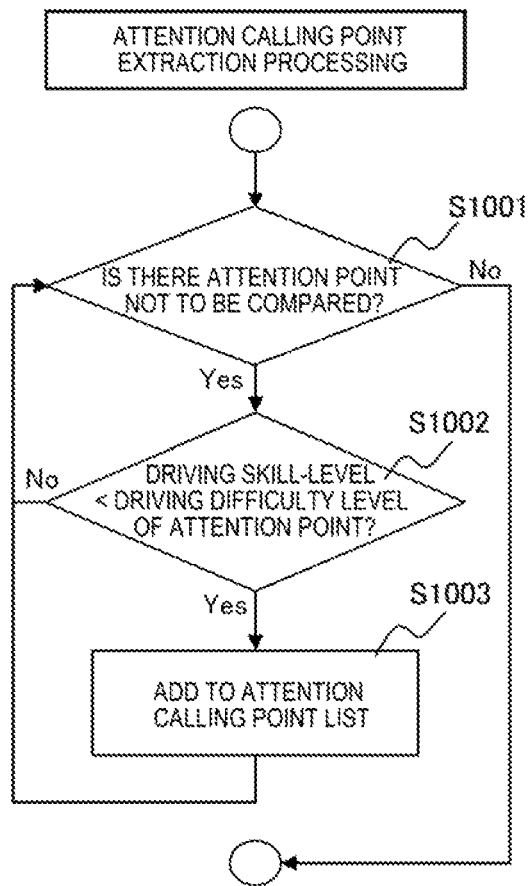 ATTENTION CALLING POINT
EXTRACTION PROCESSING
S1001
IS THERE ATTENTION POINT
NOT TO BE COMPARED?
No
Yes
S1002
No
DRIVING SKILL-LEVEL
< DRIVING DIFFICULTY LEVEL
OF ATTENTION POINT?
Yes
S1003
ADD TO ATTENTION
CALLING POINT LIST